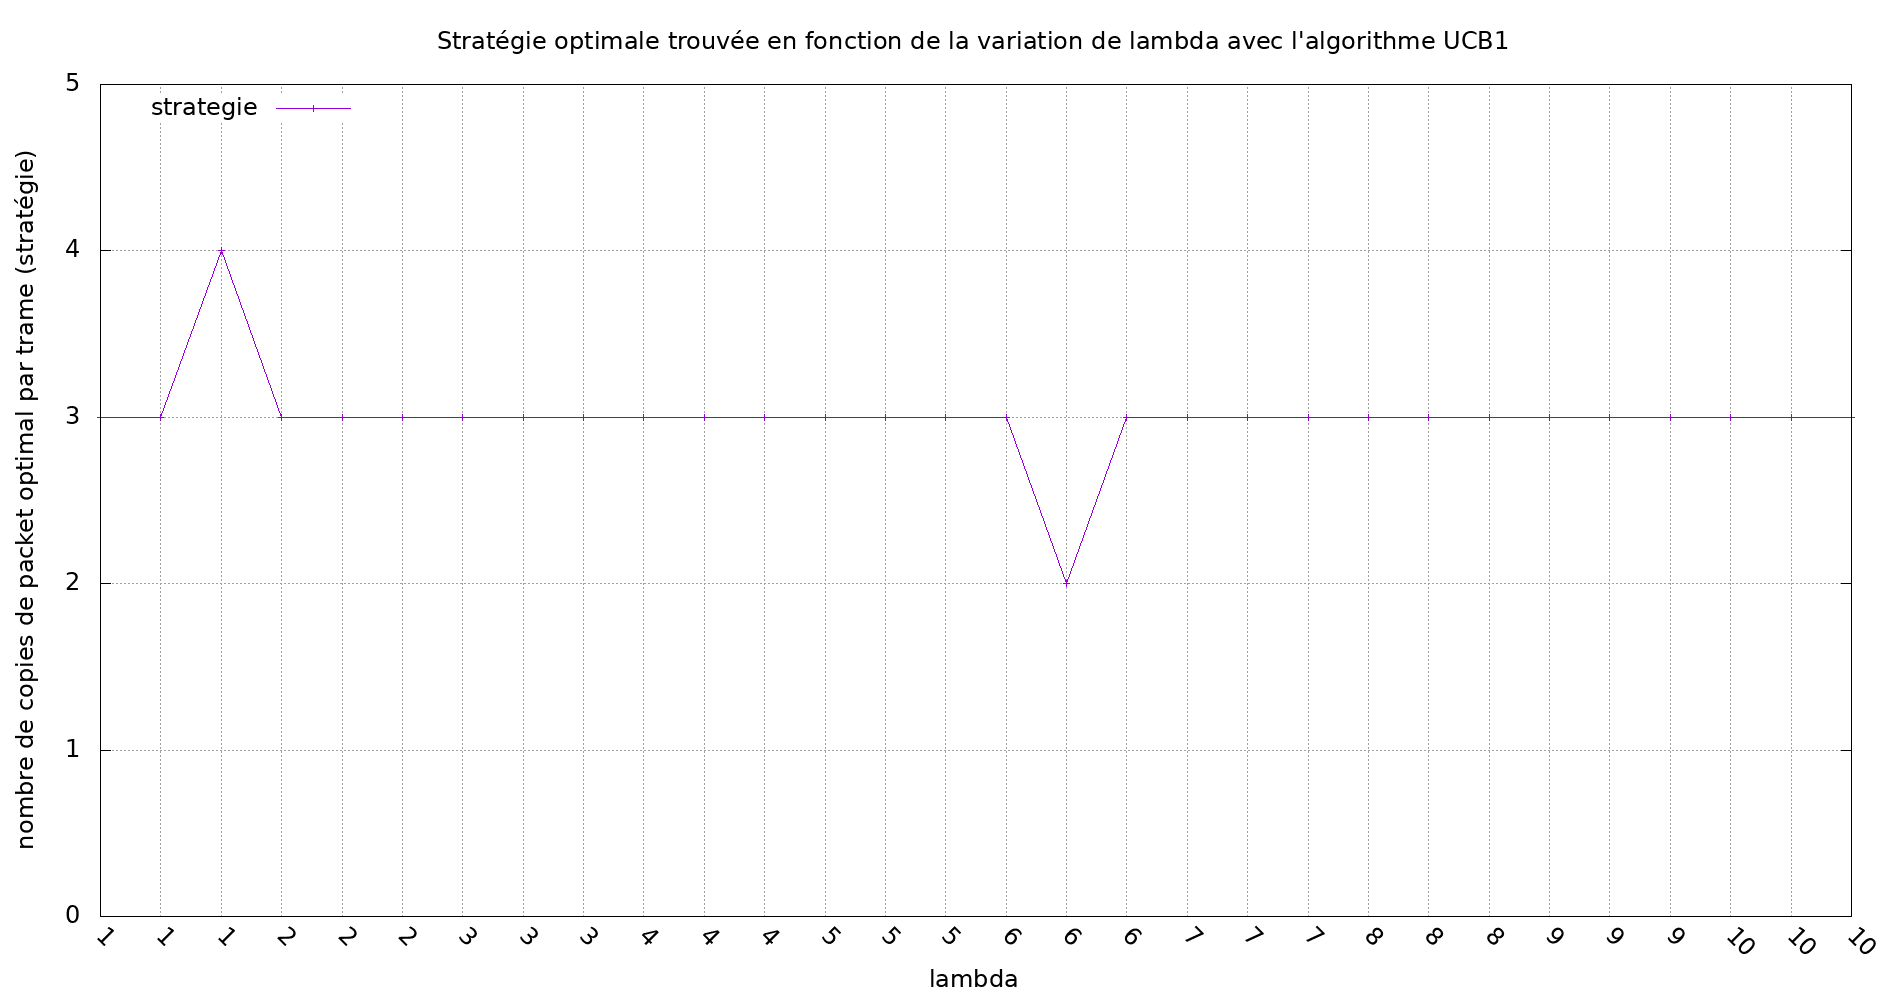 Stratégie optimale trouvée en fonction de la variation de lambda avec l'algorithme UCB1
strategie
nombre de copies de packet optimal par trame (stratégie)
5
4
3
2
1
0
1 1 1 2 2 2 3 3 3 4 4 4 5 5 5 6 6 6 7 7 7 8 8 8 9 9 9 10 10 10
lambda